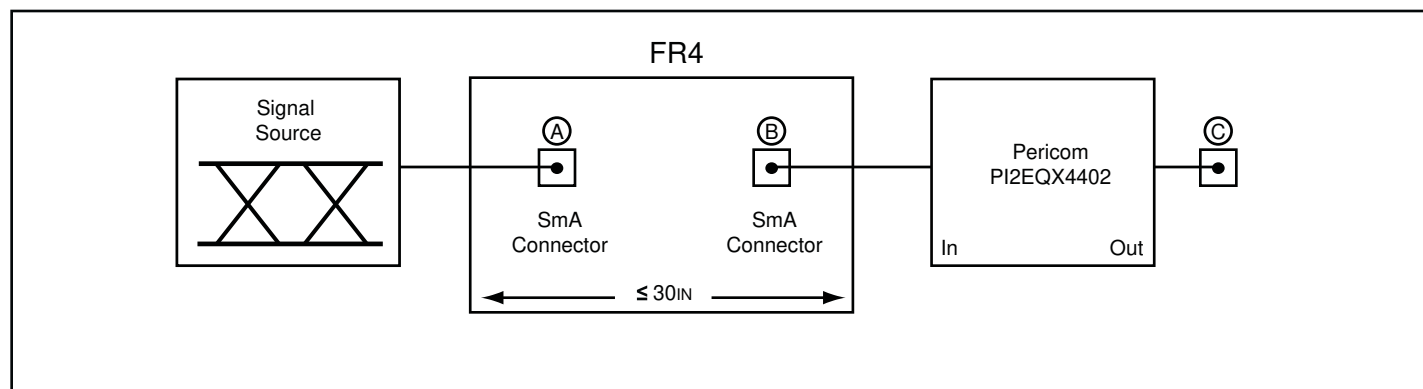 FR4
Signal
Source
A
B
C
Pericom
PI2EQX4402
SmA
Connector
SmA
Connector
In
Out
≤ 30IN